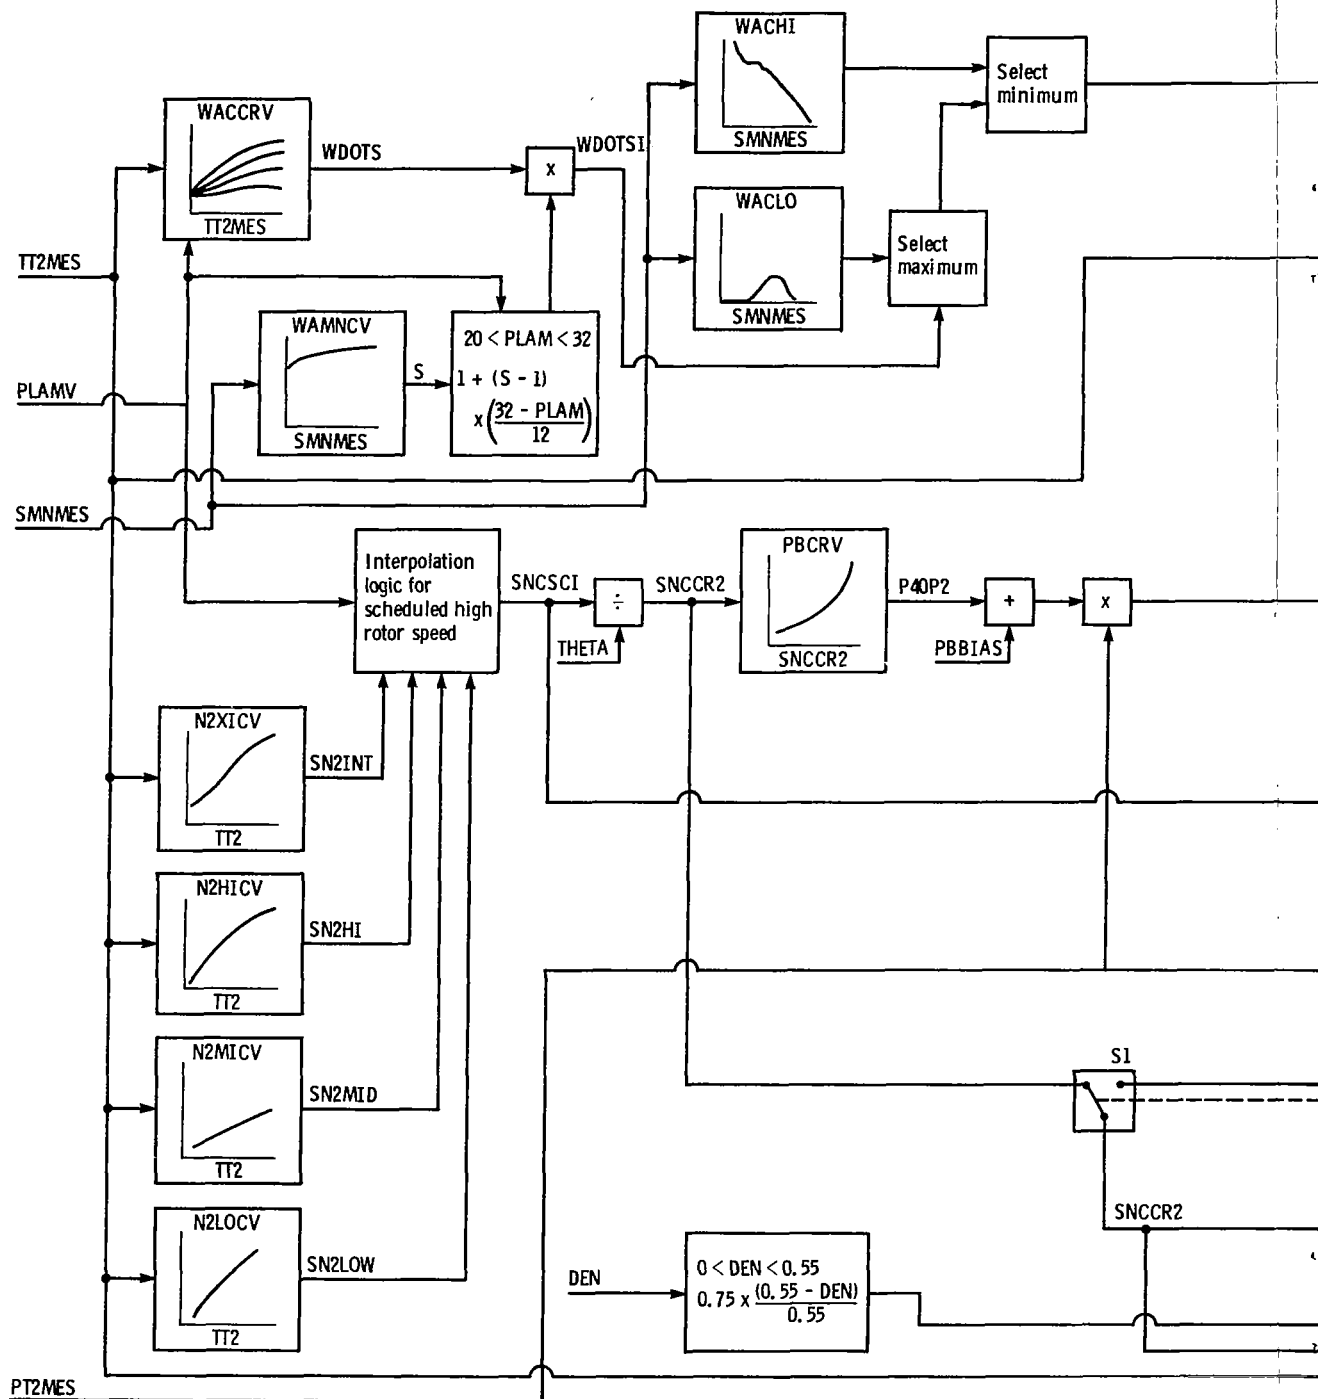 WACHI
SMNMES
Select
minimum
WACCRV
TT2MES
WDOTS
x
WDOTSI
WACLO
SMNMES
Select
maximum
TT2MES
WAMNCV
SMNMES
S
20 < PLAM < 32
1 + (S - 1)
x (32 - PLAM
12)
PLAMV
SMNMES
Interpolation
logic for
scheduled high
rotor speed
SNCSCI
÷
THETA
SNCCR2
PBCRV
SNCCR2
P40P2
+
PBBIAS
x
N2XICV
TT2
SN2INT
N2HICV
TT2
SN2HI
N2MICV
TT2
SN2MID
S1
N2LOCV
TT2
SN2LOW
SNCCR2
DEN
0 < DEN < 0.55
0.75 x (0.55 - DEN)
0.55
PT2MES